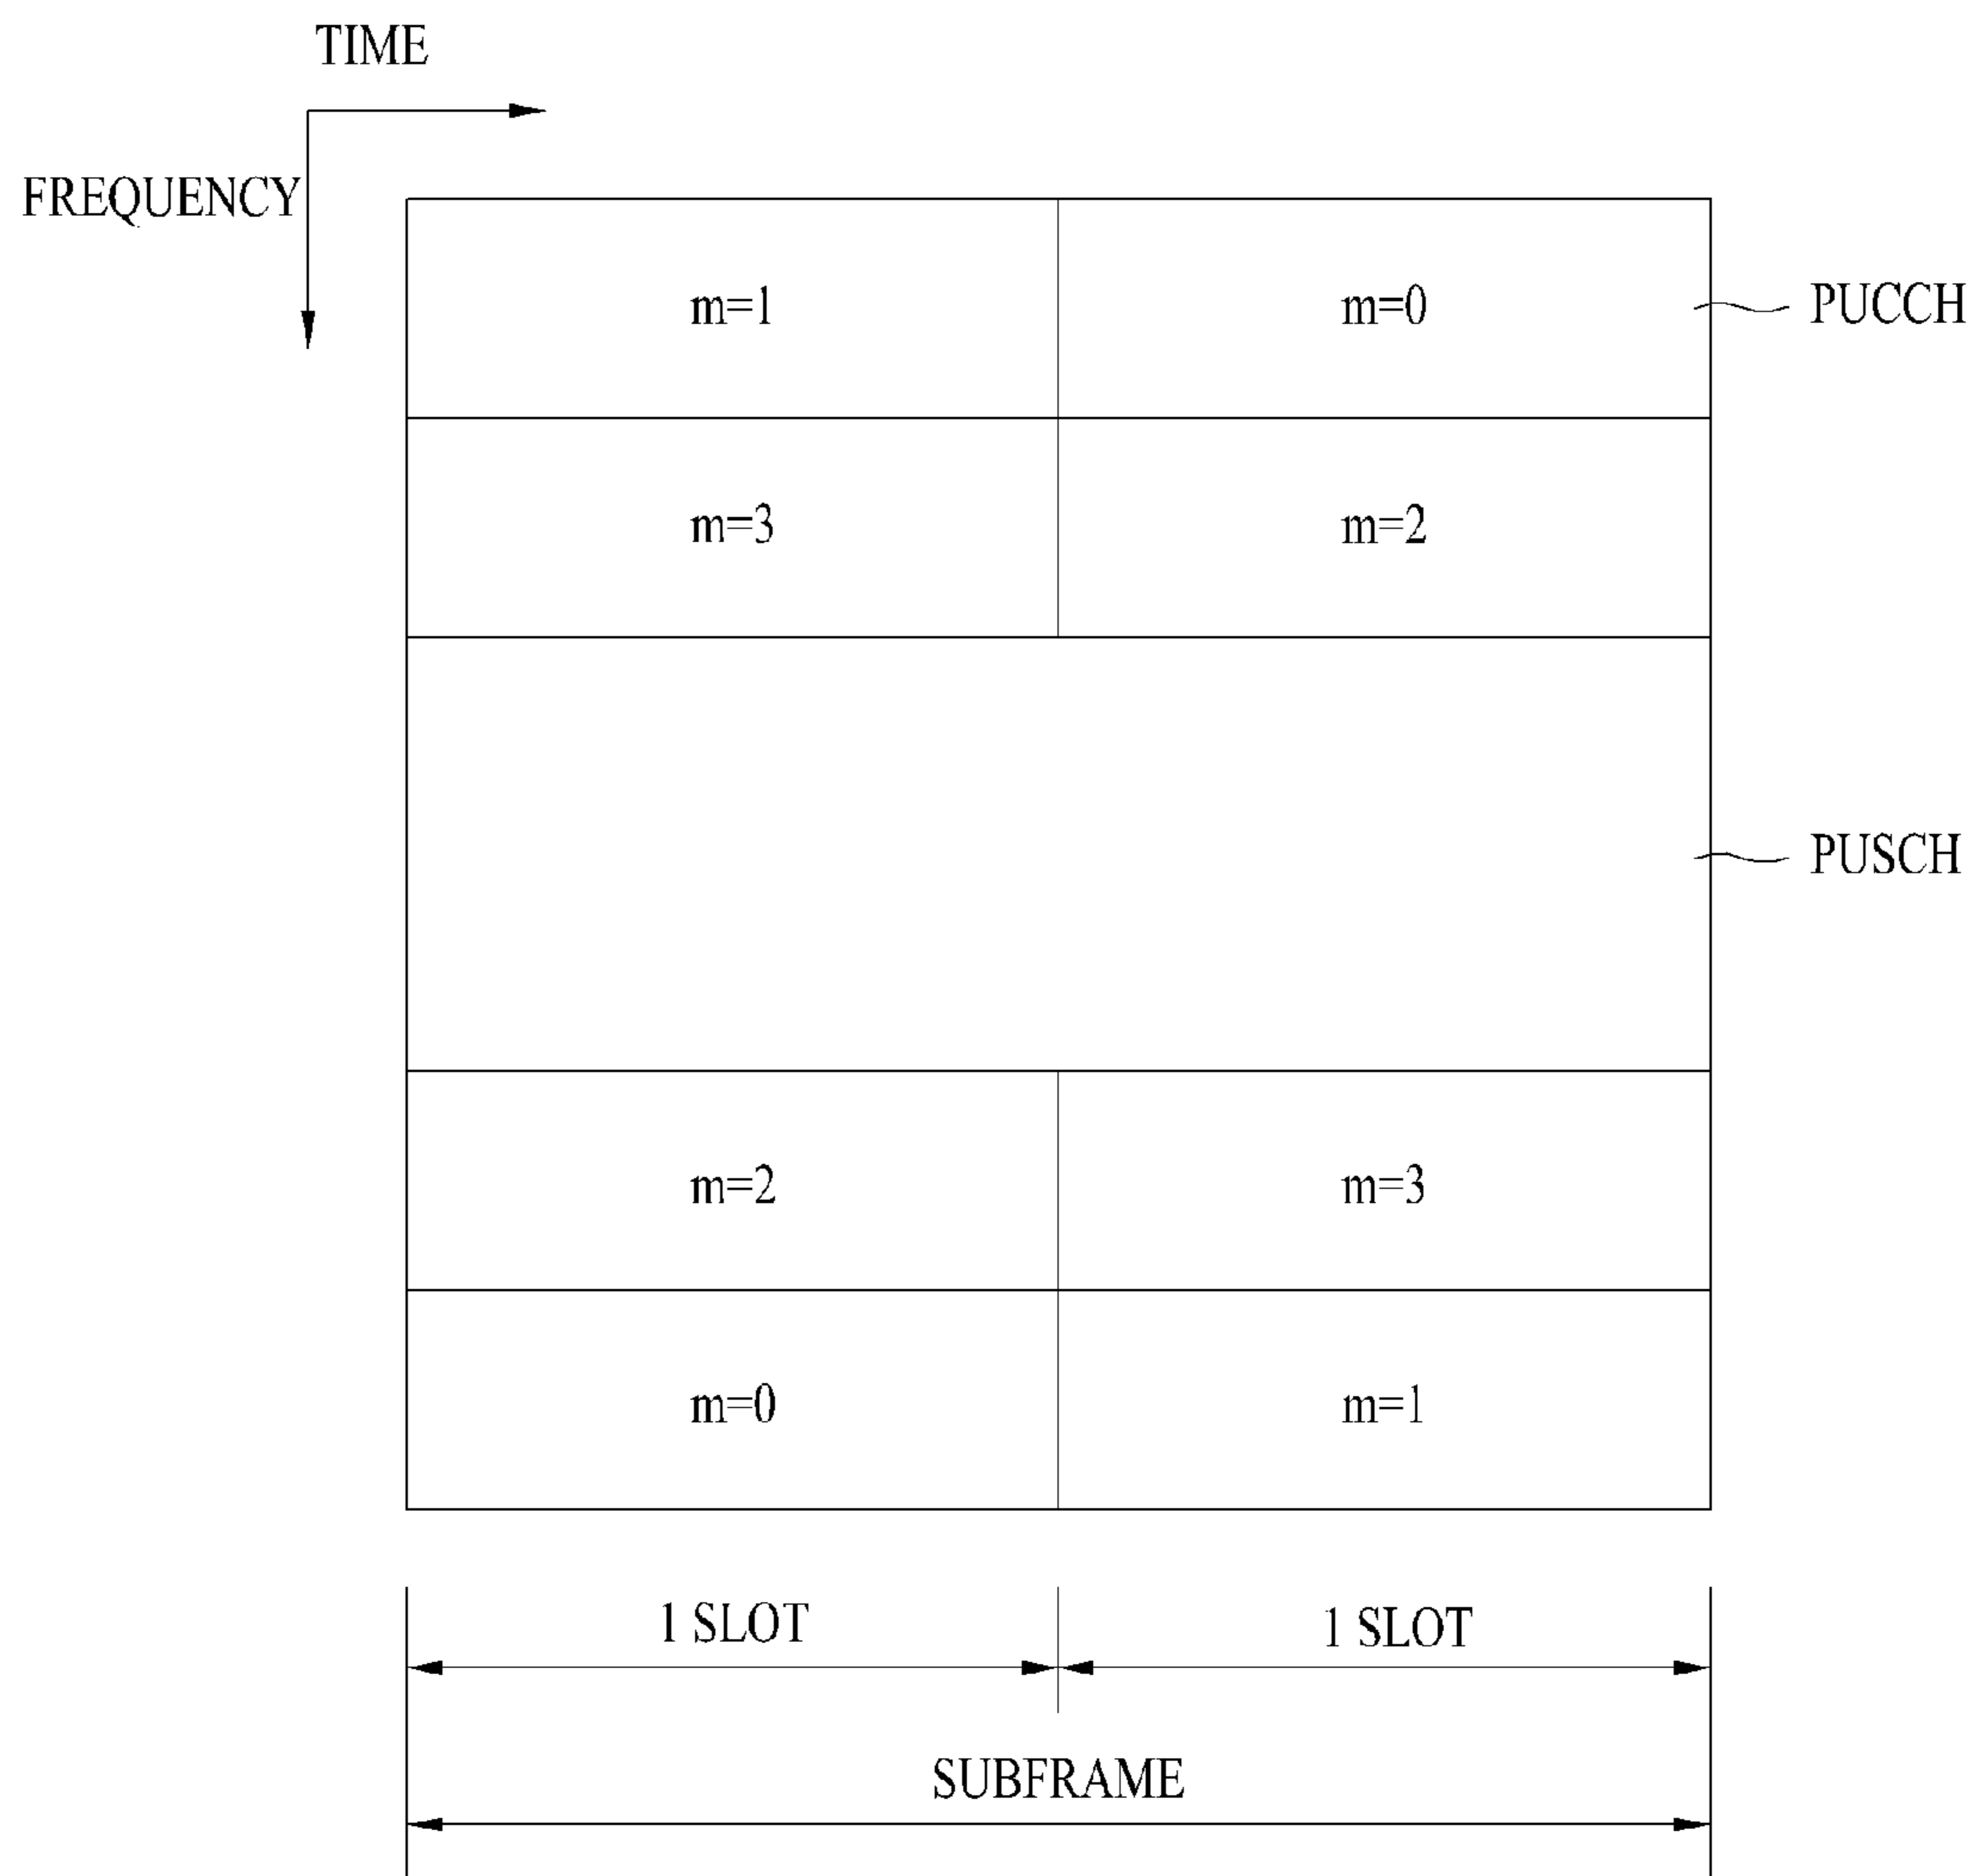 TIME
FREQUENCY
m=1 m=0 PUCCH
m=3 m=2
PUSCH
m=2 m=3
m=0 m=1
1 SLOT 1 SLOT
SUBFRAME